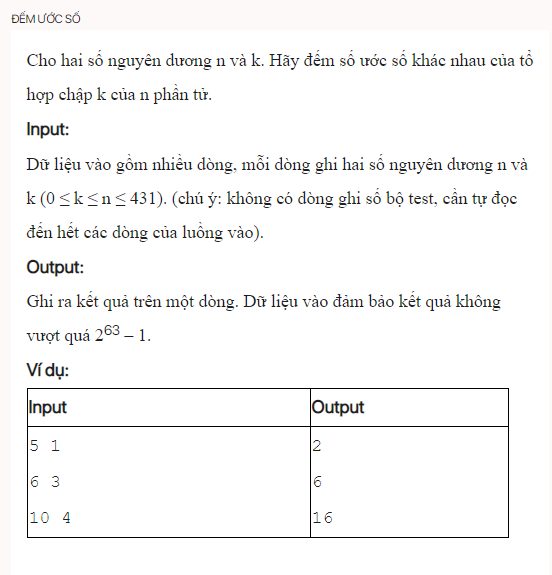 ĐẾM ƯỚC SỐ
Cho hai số nguyên dương n và k. Hãy đếm số ước số khác nhau của tổ
hợp chập k của n phần tử.
Input:
Dữ liệu vào gồm nhiều dòng, mỗi dòng ghi hai số nguyên dương n và
k (0 ≤ k ≤ n ≤ 431). (chú ý: không có dòng ghi số bộ test, cần tự đọc
đến hết các dòng của luồng vào).
Output:
Ghi ra kết quả trên một dòng. Dữ liệu vào đảm bảo kết quả không
vượt quá 2⁶³ – 1.
Ví dụ:
Input Output
5 1 2
6 3 6
10 4 16